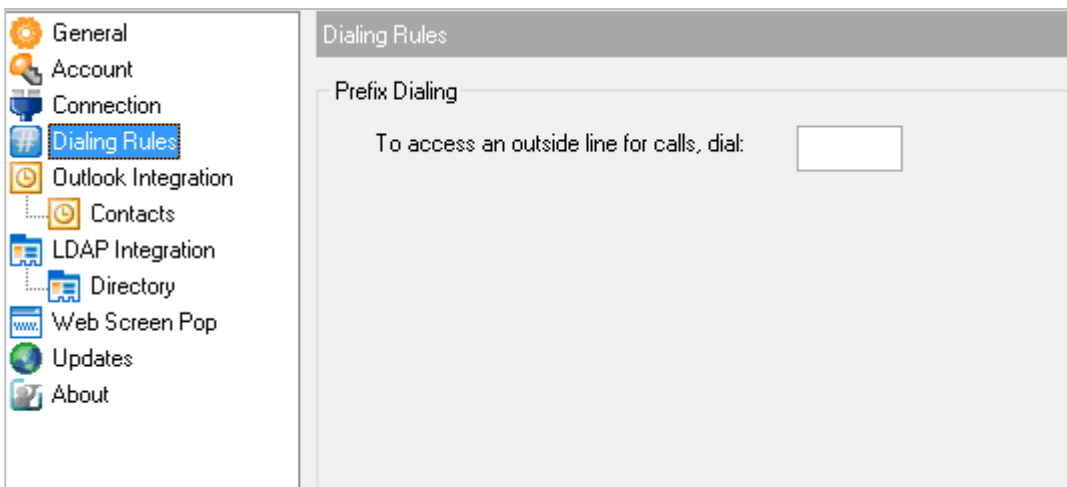 General
Account
Connection
# Dialing Rules
Outlook Integration
Contacts
LDAP Integration
Directory
www. Web Screen Pop
Updates
About
Dialing Rules
Prefix Dialing
To access an outside line for calls, dial: